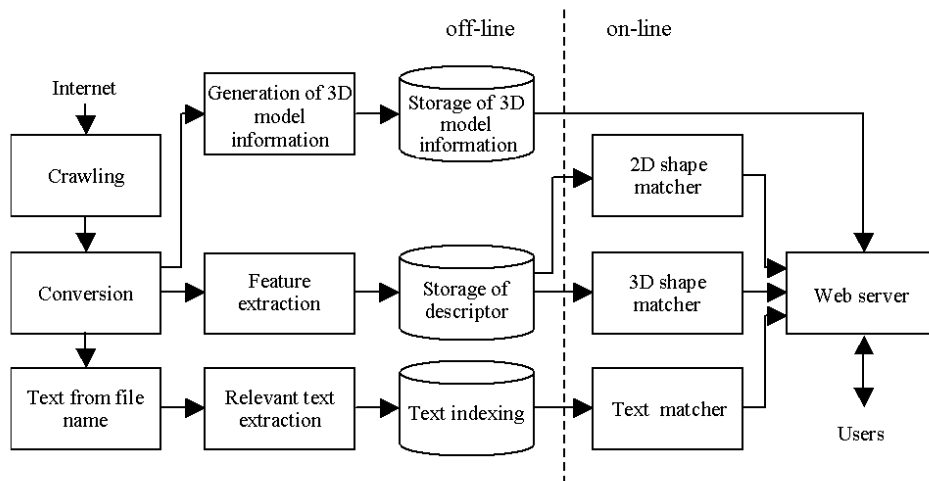 off-line
on-line
Internet
Generation of 3D
model
information
Storage of 3D
model
information
Crawling
2D shape
matcher
Conversion
Feature
extraction
Storage of
descriptor
3D shape
matcher
Web server
Text from file
name
Relevant text
extraction
Text indexing
Text matcher
Users